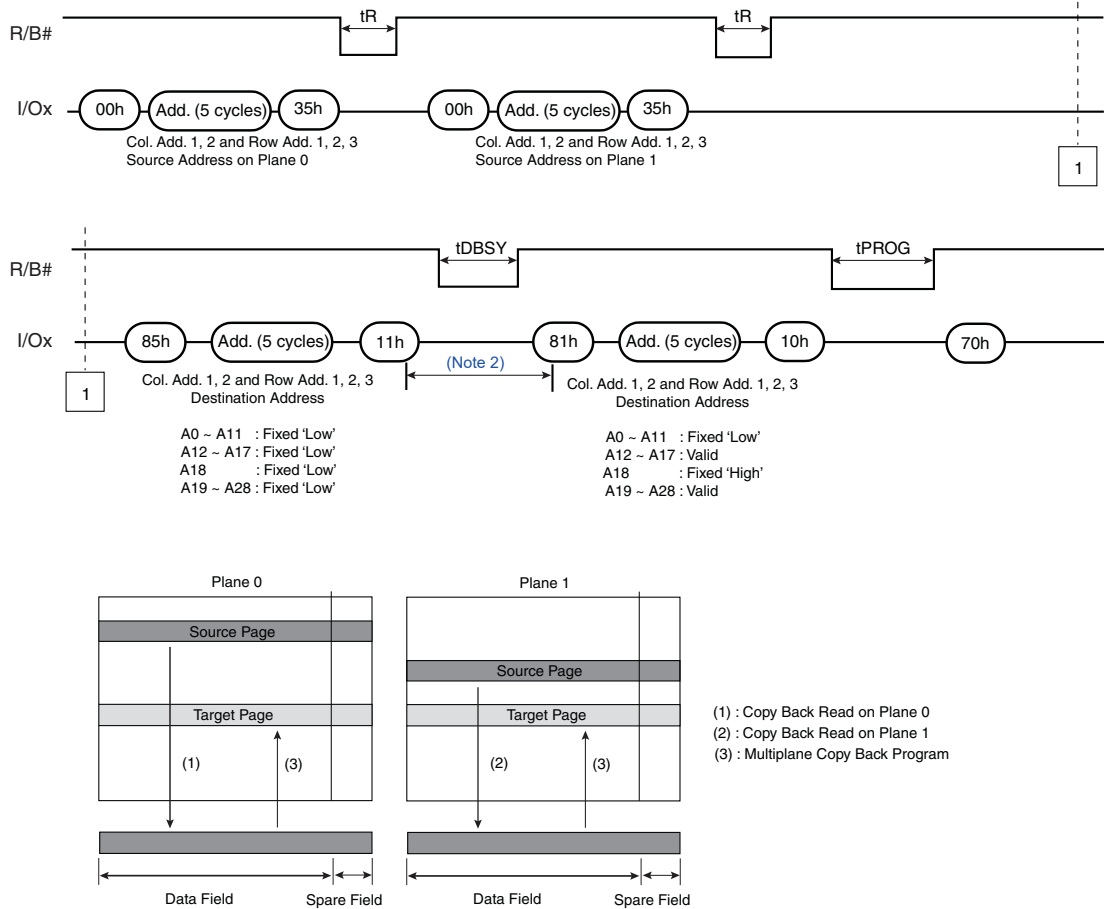 tR
tR
R/B#
I/Ox
00h
Add. (5 cycles)
35h
00h
Add. (5 cycles)
35h
Col. Add. 1, 2 and Row Add. 1, 2, 3
Source Address on Plane 0
Col. Add. 1, 2 and Row Add. 1, 2, 3
Source Address on Plane 1
1
R/B#
tDBSY
tPROG
I/Ox
85h
Add. (5 cycles)
11h
(Note 2)
81h
Add. (5 cycles)
10h
70h
1
Col. Add. 1, 2 and Row Add. 1, 2, 3
Destination Address
Col. Add. 1, 2 and Row Add. 1, 2, 3
Destination Address
A0 ~ A11 : Fixed 'Low'
A12 ~ A17 : Fixed 'Low'
A18 : Fixed 'Low'
A19 ~ A28 : Fixed 'Low'
A0 ~ A11 : Fixed 'Low'
A12 ~ A17 : Valid
A18 : Fixed 'High'
A19 ~ A28 : Valid
Plane 0
Plane 1
Source Page
Source Page
Target Page
Target Page
(1)
(3)
(2)
(3)
(1) : Copy Back Read on Plane 0
(2) : Copy Back Read on Plane 1
(3) : Multiplane Copy Back Program
Data Field
Spare Field
Data Field
Spare Field